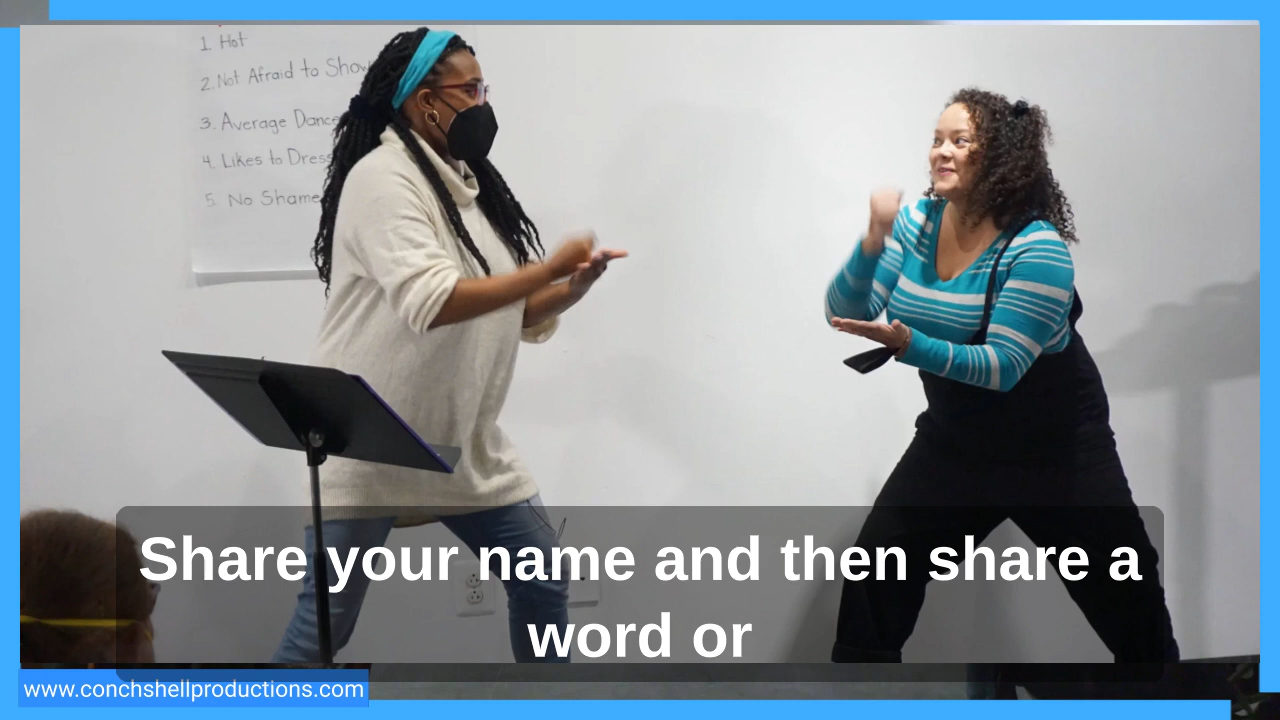 1. Hot
2. Not Afraid to Show
3. Average Dance
4. Likes to Dress
5. No Shame
Share your name and then share a
word or
www.conchshellproductions.com